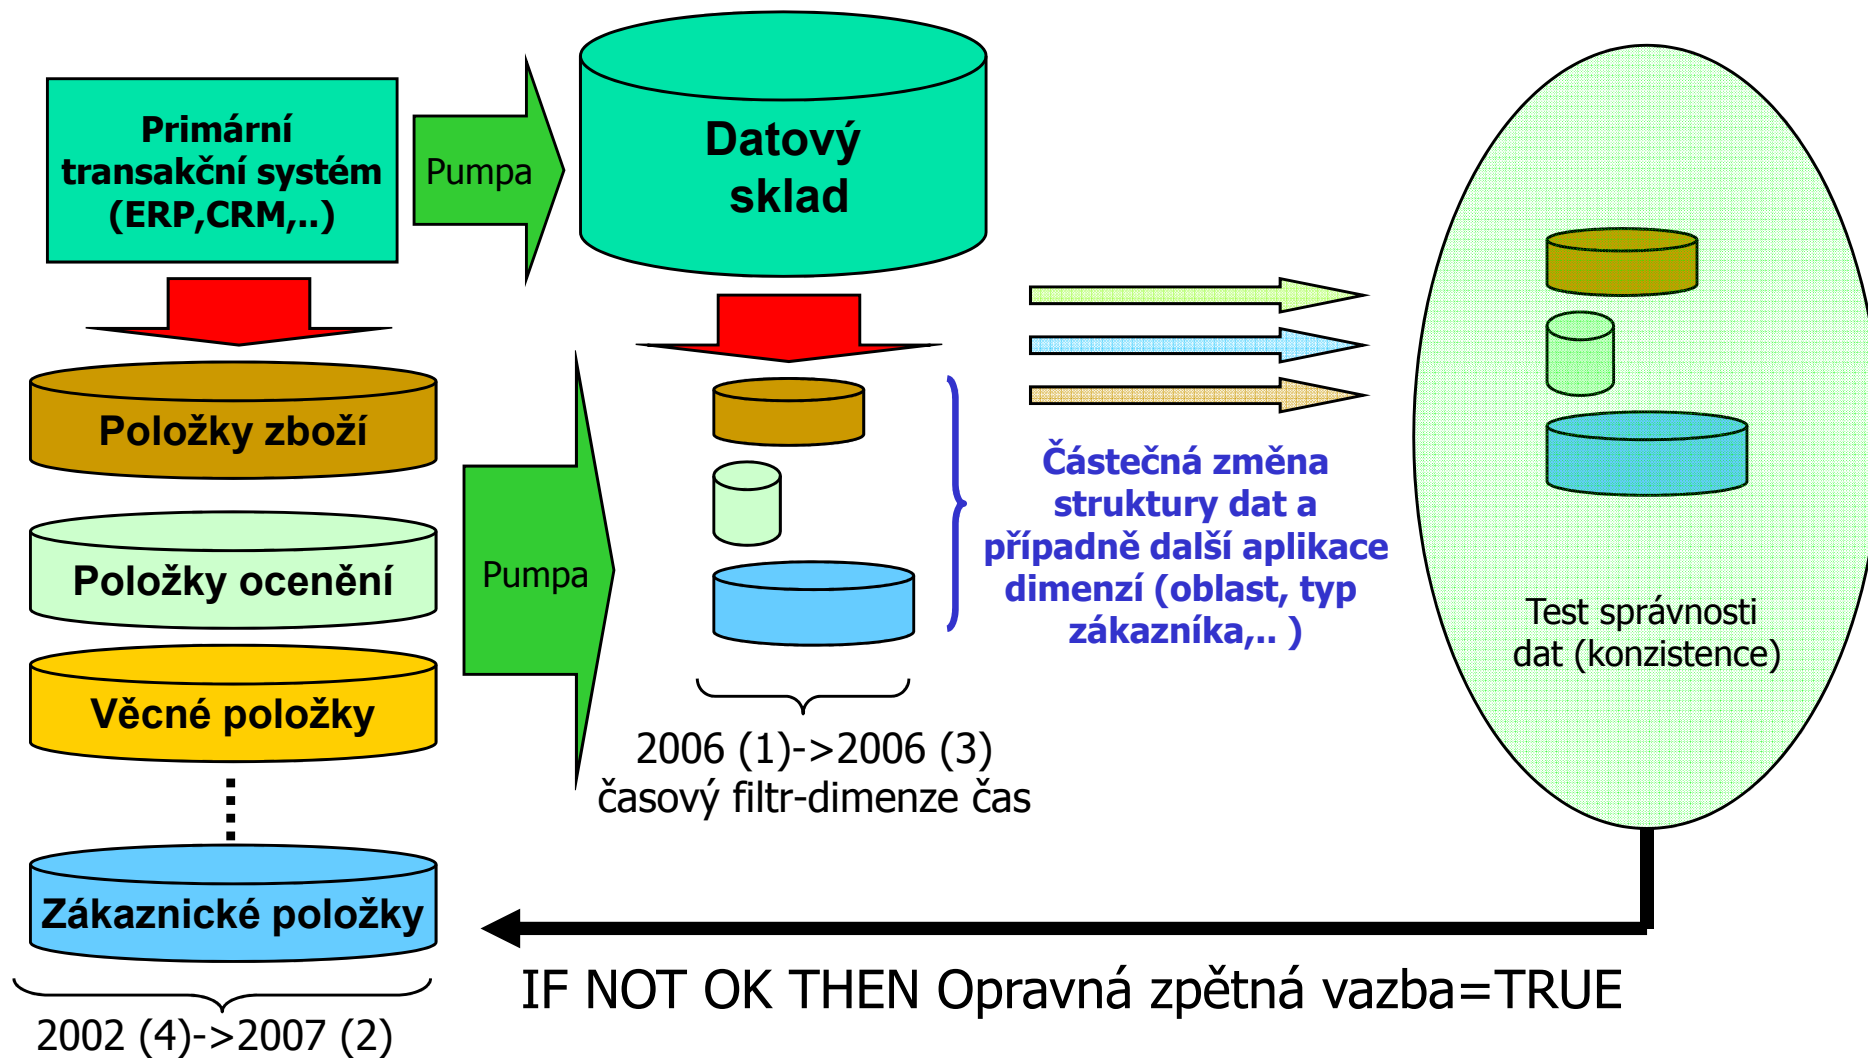 Primární
transakční systém
(ERP,CRM,..)
Pumpa
Datový
sklad
Položky zboží
Položky ocenění
Věcné položky
Zákaznické položky
2002 (4)->2007 (2)
Pumpa
2006 (1)->2006 (3)
časový filtr-dimenze čas
Částečná změna
struktury dat a
případně další aplikace
dimenzí (oblast, typ
zákazníka,.. )
Test správnosti
dat (konzistence)
IF NOT OK THEN Opravná zpětná vazba=TRUE